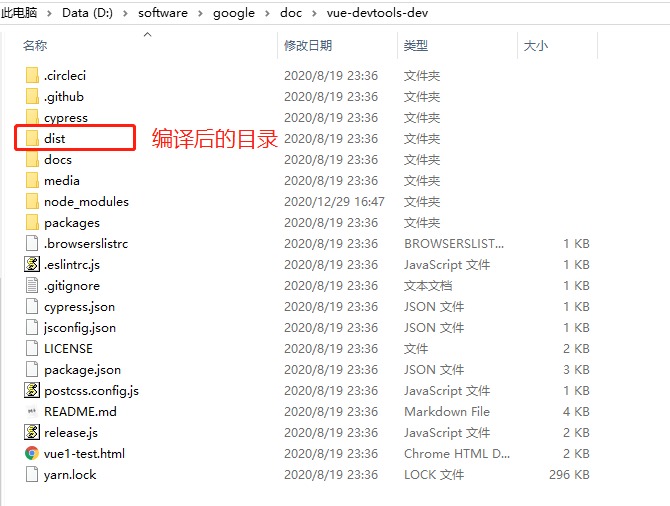 此电脑 > Data (D:) > software > google > doc > vue-devtools-dev
名称 修改日期 类型 大小
.circleci 2020/8/19 23:36 文件夹
.github 2020/8/19 23:36 文件夹
cypress 2020/8/19 23:36 文件夹
dist 编译后的目录 2020/8/19 23:36 文件夹
docs 2020/8/19 23:36 文件夹
media 2020/8/19 23:36 文件夹
node_modules 2020/12/29 16:47 文件夹
packages 2020/8/19 23:36 文件夹
.browserslistrc 2020/8/19 23:36 BROWSERSLIST... 1 KB
.eslintrc.js 2020/8/19 23:36 JavaScript 文件 1 KB
.gitignore 2020/8/19 23:36 文本文档 1 KB
cypress.json 2020/8/19 23:36 JSON 文件 1 KB
jsconfig.json 2020/8/19 23:36 JSON 文件 1 KB
LICENSE 2020/8/19 23:36 文件 2 KB
package.json 2020/8/19 23:36 JSON 文件 3 KB
postcss.config.js 2020/8/19 23:36 JavaScript 文件 1 KB
README.md 2020/8/19 23:36 Markdown File 4 KB
release.js 2020/8/19 23:36 JavaScript 文件 2 KB
vue1-test.html 2020/8/19 23:36 Chrome HTML D... 2 KB
yarn.lock 2020/8/19 23:36 LOCK 文件 296 KB